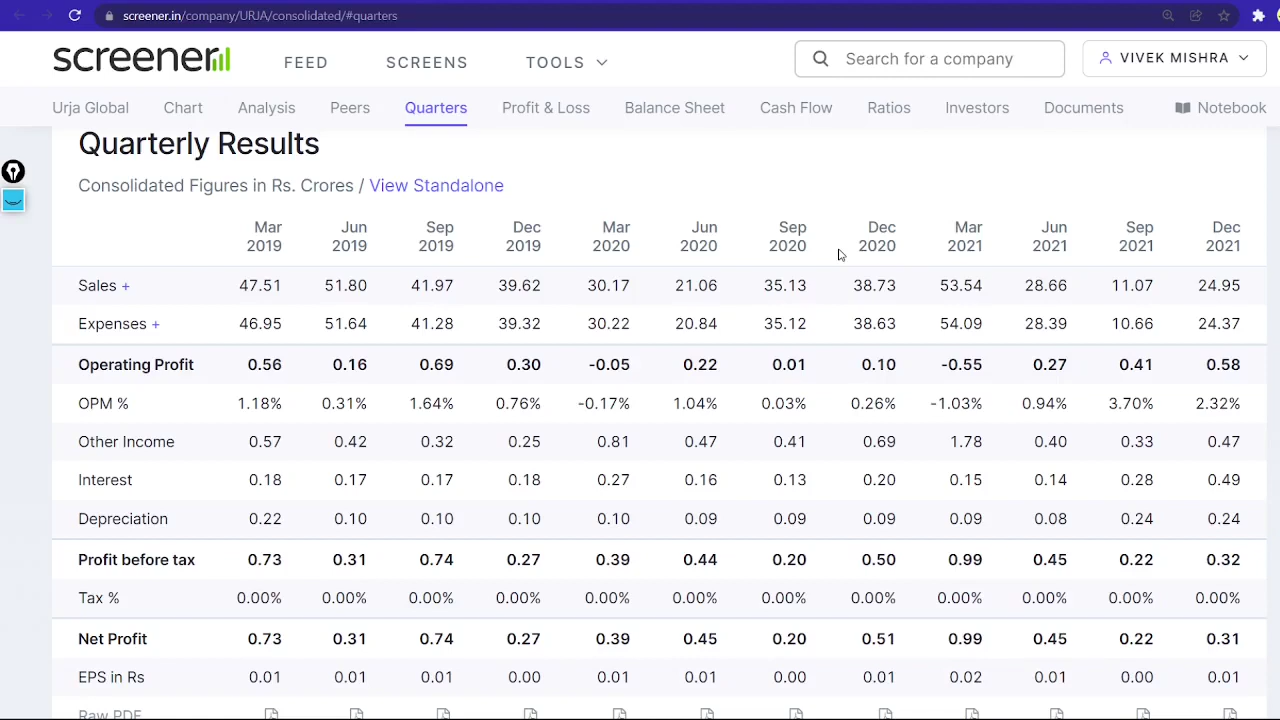 screener.in/company/URJA/consolidated/#quarters
screener FEED SCREENS TOOLS Search for a company VIVEK MISHRA
Urja Global Chart Analysis Peers Quarters Profit & Loss Balance Sheet Cash Flow Ratios Investors Documents Notebook
Quarterly Results
Consolidated Figures in Rs. Crores / View Standalone
Mar 2019 Jun 2019 Sep 2019 Dec 2019 Mar 2020 Jun 2020 Sep 2020 Dec 2020 Mar 2021 Jun 2021 Sep 2021 Dec 2021
Sales + 47.51 51.80 41.97 39.62 30.17 21.06 35.13 38.73 53.54 28.66 11.07 24.95
Expenses + 46.95 51.64 41.28 39.32 30.22 20.84 35.12 38.63 54.09 28.39 10.66 24.37
Operating Profit 0.56 0.16 0.69 0.30 -0.05 0.22 0.01 0.10 -0.55 0.27 0.41 0.58
OPM % 1.18% 0.31% 1.64% 0.76% -0.17% 1.04% 0.03% 0.26% -1.03% 0.94% 3.70% 2.32%
Other Income 0.57 0.42 0.32 0.25 0.81 0.47 0.41 0.69 1.78 0.40 0.33 0.47
Interest 0.18 0.17 0.17 0.18 0.27 0.16 0.13 0.20 0.15 0.14 0.28 0.49
Depreciation 0.22 0.10 0.10 0.10 0.10 0.09 0.09 0.09 0.09 0.08 0.24 0.24
Profit before tax 0.73 0.31 0.74 0.27 0.39 0.44 0.20 0.50 0.99 0.45 0.22 0.32
Tax % 0.00% 0.00% 0.00% 0.00% 0.00% 0.00% 0.00% 0.00% 0.00% 0.00% 0.00% 0.00%
Net Profit 0.73 0.31 0.74 0.27 0.39 0.45 0.20 0.51 0.99 0.45 0.22 0.31
EPS in Rs 0.01 0.01 0.01 0.00 0.01 0.01 0.00 0.01 0.02 0.01 0.00 0.01
Raw PDF